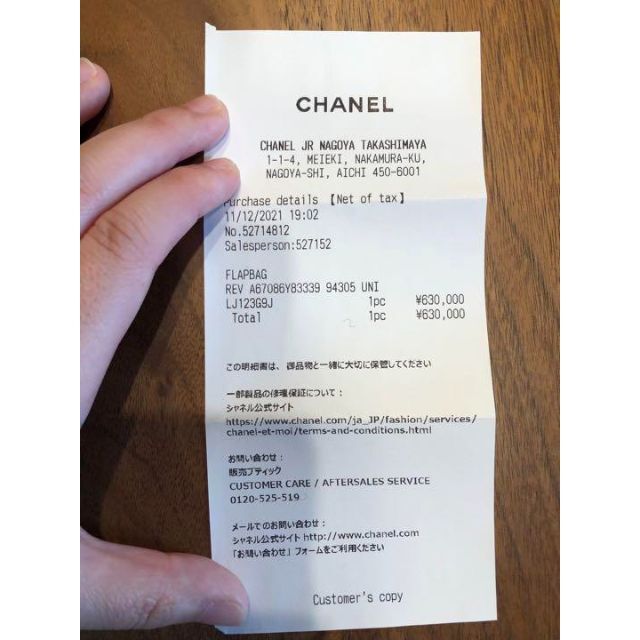 CHANEL
CHANEL JR NAGOYA TAKASHIMAYA
1-1-4, MEIEKI, NAKAMURA-KU,
NAGOYA-SHI, AICHI 450-6001
Purchase details 【Net of tax】
11/12/2021 19:02
No.52714812
Salesperson:527152
FLAPBAG
REV A67086Y83339 94305 UNI
LJ123G9J 1pc ¥630,000
Total 1pc ¥630,000
この明細書は、御品物と一緒に大切に保管してください
一部製品の修理保証について：
シャネル公式サイト
https://www.chanel.com/ja_JP/fashion/services/
chanel-et-moi/terms-and-conditions.html
お問い合わせ：
販売ブティック
CUSTOMER CARE / AFTERSALES SERVICE
0120-525-519
メールでのお問い合わせ：
シャネル公式サイト http://www.chanel.com
「お問い合わせ」フォームをご利用ください
Customer's copy